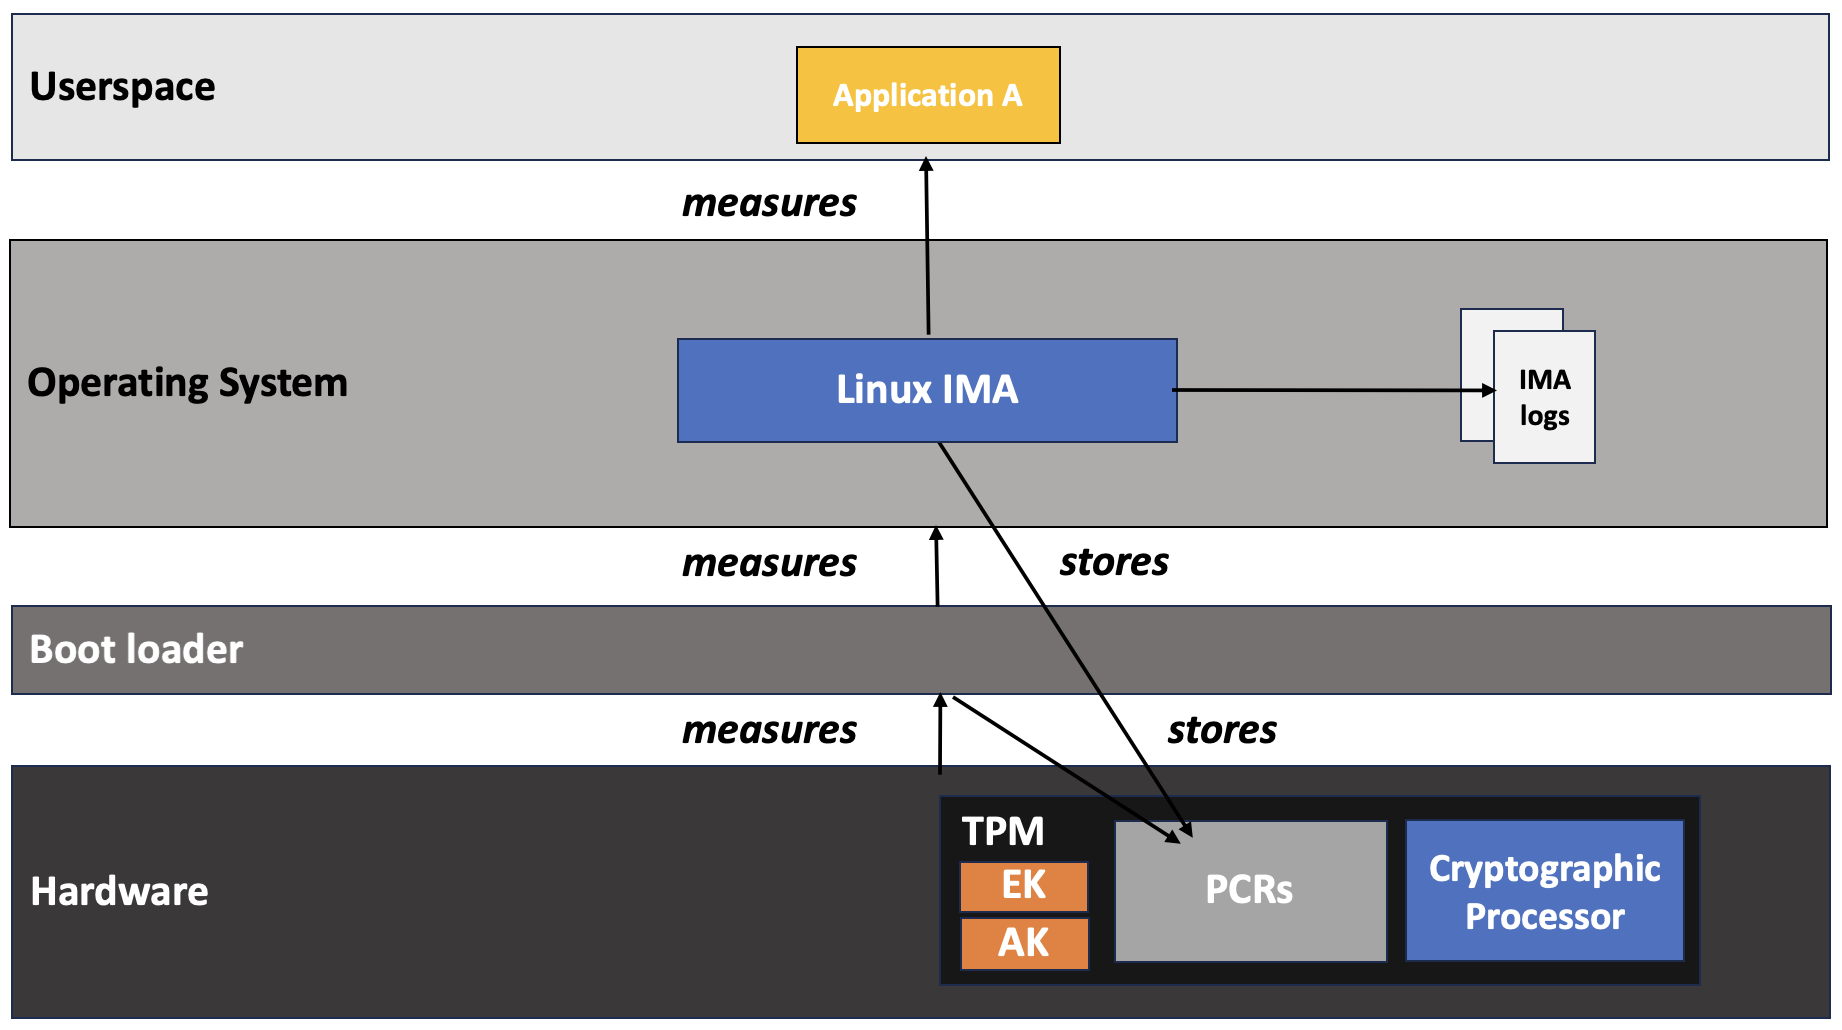 Userspace
Application A
measures
Operating System
Linux IMA
IMA
logs
measures
stores
Boot loader
measures
stores
Hardware
TPM
EK
AK
PCRs
Cryptographic
Processor